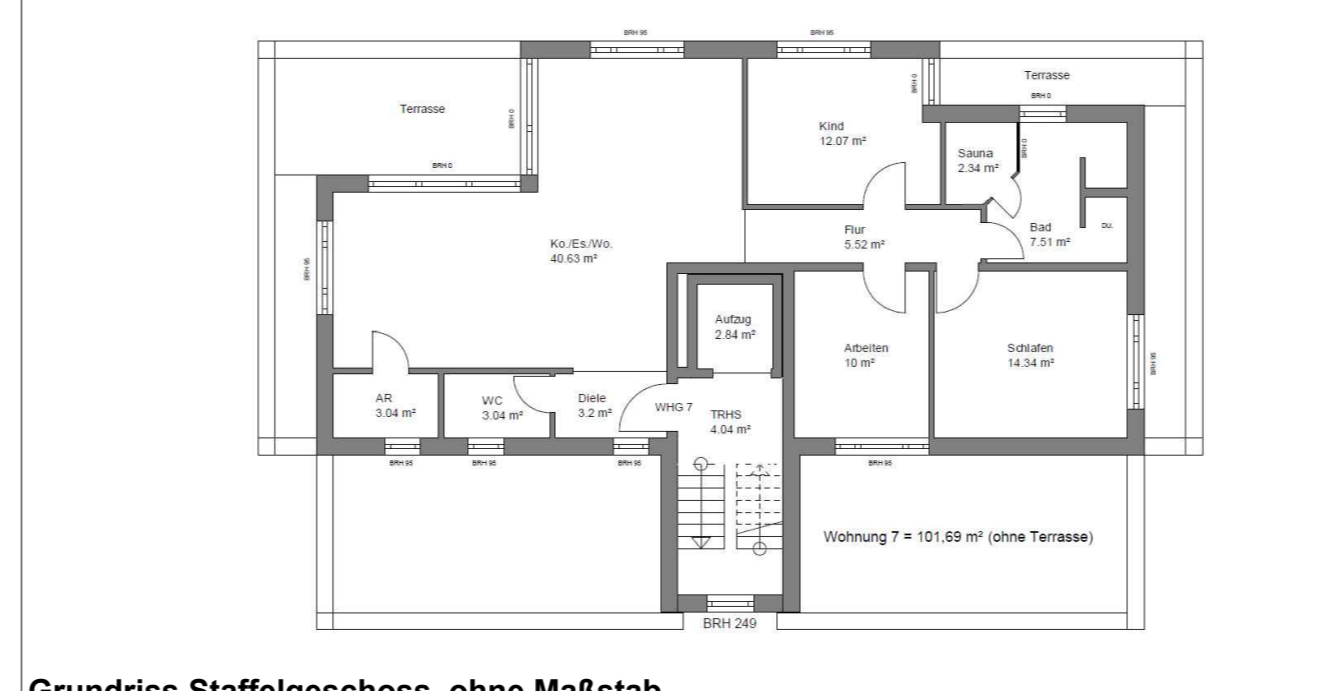 BRH 95
BRH 95
Terrasse
Terrasse
BRH 0
BRH 0
BRH 0
Kind
12.07 m²
Sauna
2.34 m²
BRH 0
BRH 0
Ko./Es./Wo.
40.63 m²
Flur
5.52 m²
Bad
7.51 m²
DU.
BRH 95
Aufzug
2.84 m²
Arbeiten
10 m²
Schlafen
14.34 m²
BRH 95
AR
3.04 m²
WC
3.04 m²
Diele
3.2 m²
WHG 7
TRHS
4.04 m²
BRH 95
BRH 95
BRH 95
BRH 95
Wohnung 7 = 101,69 m² (ohne Terrasse)
BRH 249
Grundriss Staffelgeschoss, ohne Maßstab